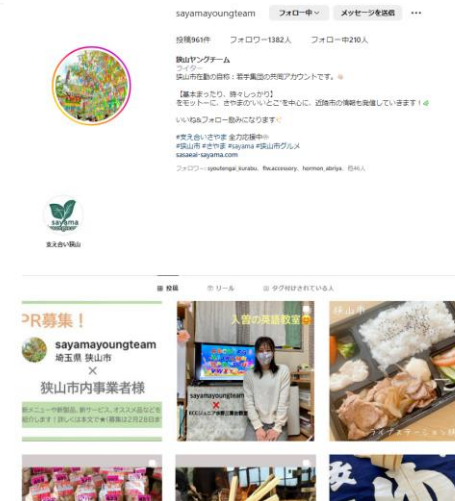 sayamayoungteam フォロー中 メッセージを送信
投稿961件 フォロワー1382人 フォロー中210人
狭山ヤングチーム
ライター
狭山市在勤の自称：若手集団の共同アカウントです。
【基本まったり、時々しっかり】
をモットーに、さやまの"いいとこ"を中心に、近隣市の情報も発信していきます！
いいね&フォロー励みになります
#支え合いさやま 全力応援中
#狭山市 #さやま #sayama #狭山市グルメ
sasaeai-sayama.com
sayama
支え合い狭山
投稿 リール タグ付けされている人
PR募集！
sayamayoungteam
埼玉県 狭山市
×
狭山市内事業者様
入曽の英語教室
sayamayoungteam
×
狭山市